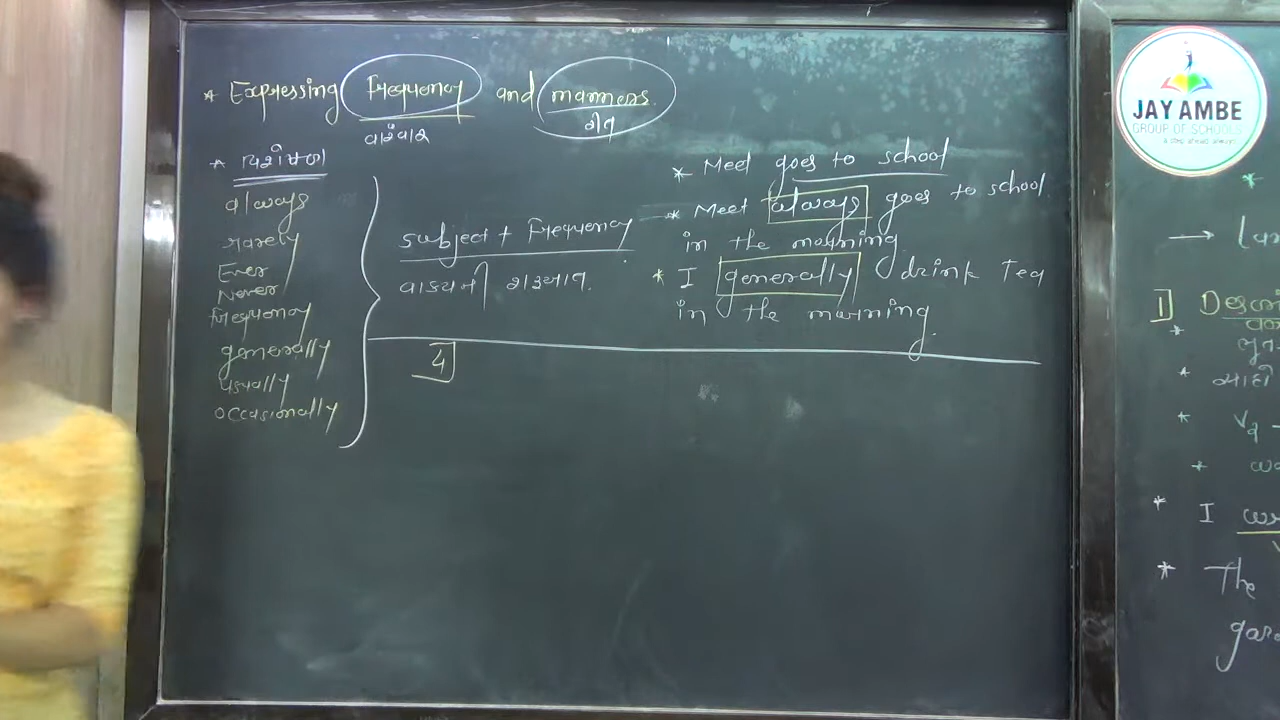 * Expressing Frequency and manners.
વારંવાર
રીત
*
always
rarely
Ever
Never
Frequency
generally
usually
occasionally
subject + Frequency
વાક્યની શરૂઆત.
* Meet goes to school
* Meet always goes to school
in the morning
* I generally drink Tea
in the morning.
4
JAY AMBE
GROUP OF SCHOOLS
1
* I
* The